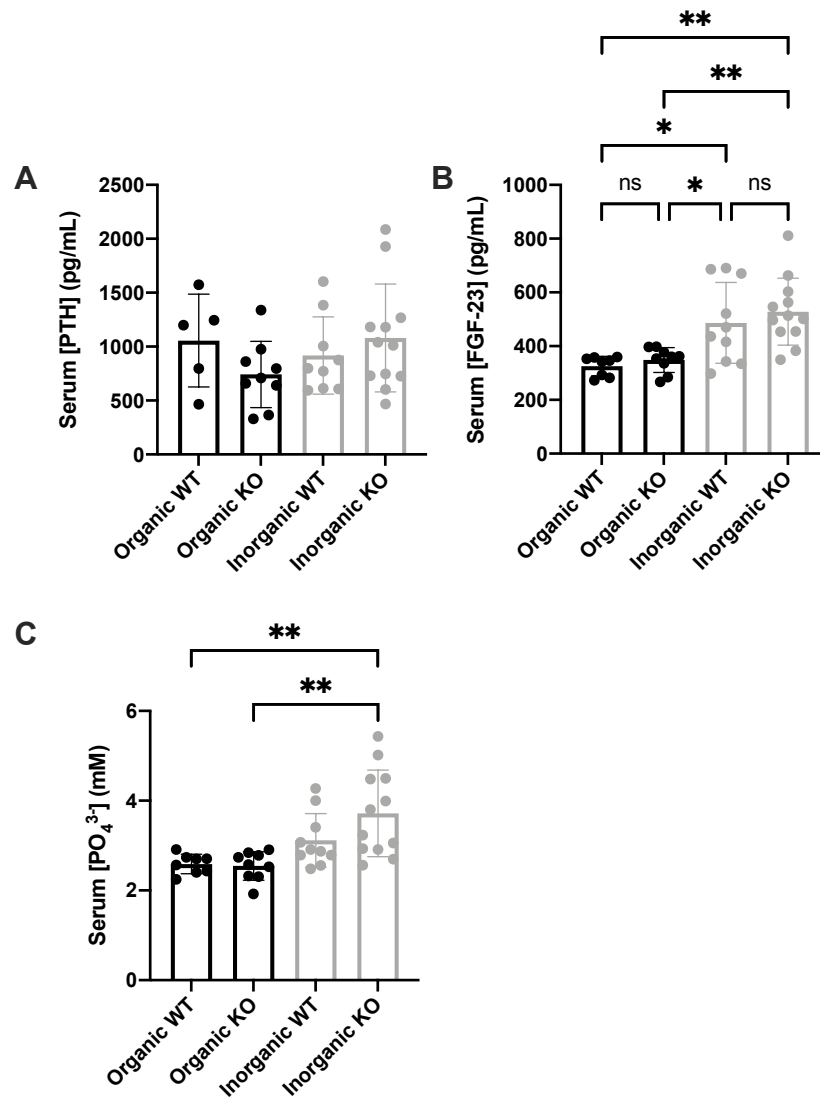 A
Serum [PTH] (pg/mL)
2500
2000
1500
1000
500
0
Organic WT
Organic KO
Inorganic WT
Inorganic KO
B
**
**
*
ns
*
ns
Serum [FGF-23] (pg/mL)
1000
800
600
400
200
0
Organic WT
Organic KO
Inorganic WT
Inorganic KO
C
**
**
Serum [PO₄³⁻] (mM)
6
4
2
0
Organic WT
Organic KO
Inorganic WT
Inorganic KO